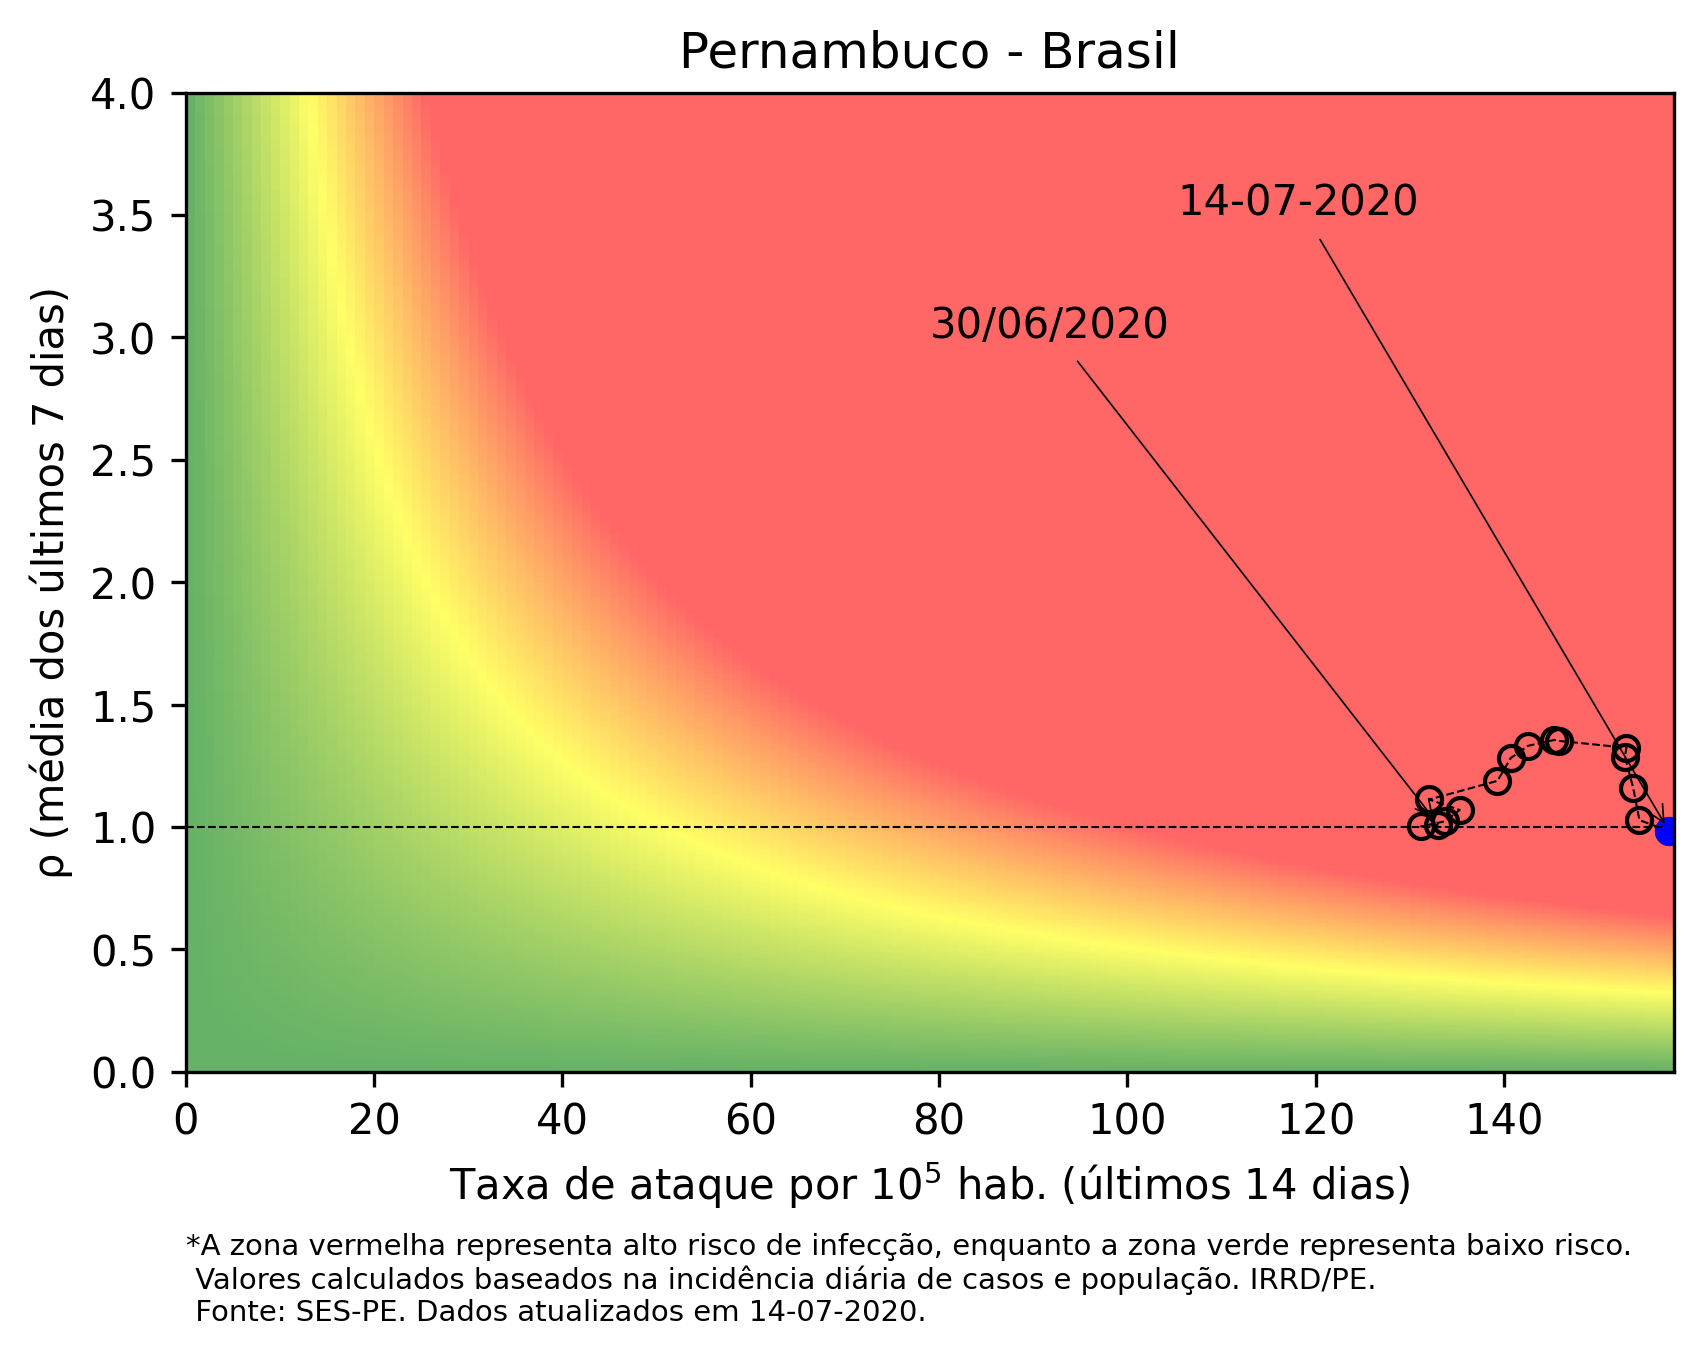 Pernambuco - Brasil
4.0
3.5
3.0
2.5
2.0
1.5
1.0
0.5
0.0
ρ (média dos últimos 7 dias)
14-07-2020
30/06/2020
0 20 40 60 80 100 120 140
Taxa de ataque por 10⁵ hab. (últimos 14 dias)
*A zona vermelha representa alto risco de infecção, enquanto a zona verde representa baixo risco.
Valores calculados baseados na incidência diária de casos e população. IRRD/PE.
Fonte: SES-PE. Dados atualizados em 14-07-2020.